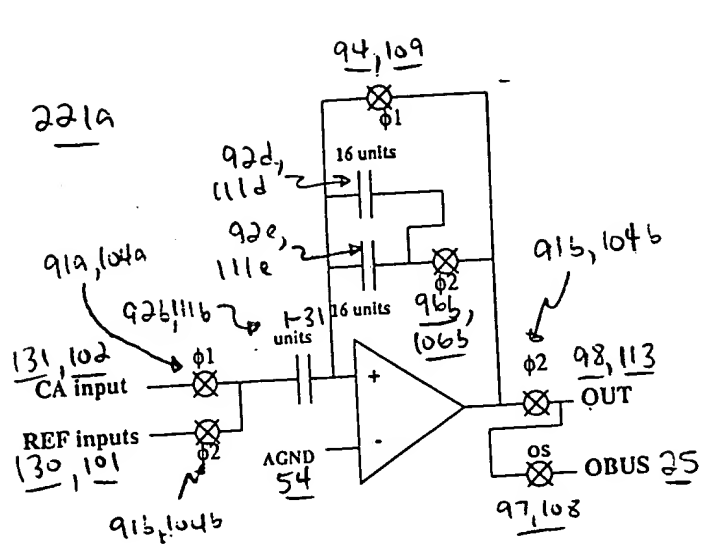 94, 109
221a
φ1
92d,
111d
16 units
92e,
111e
91a, 104a
91b, 104b
φ2
92b, 111b
1-31
units
16 units
96b,
106b
131, 102
φ1
CA input
+
φ2
98, 113
OUT
REF inputs
130, 101
φ2
AGND
54
-
OS
OBUS 25
97, 108
91b, 104b